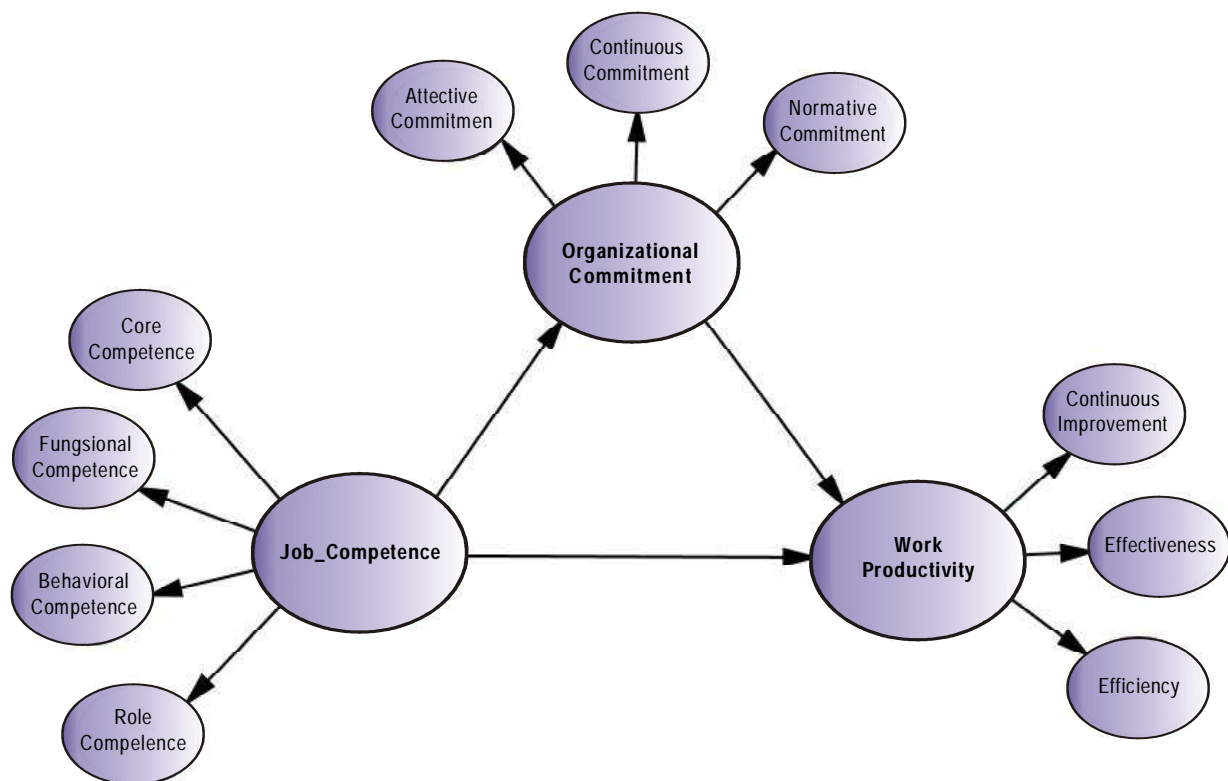 Continuous
Commitment
Attective
Commitmen
Normative
Commitment
Organizational
Commitment
Core
Competence
Fungsional
Competence
Behavioral
Competence
Role
Compelence
Job_Competence
Work
Productivity
Continuous
Improvement
Effectiveness
Efficiency